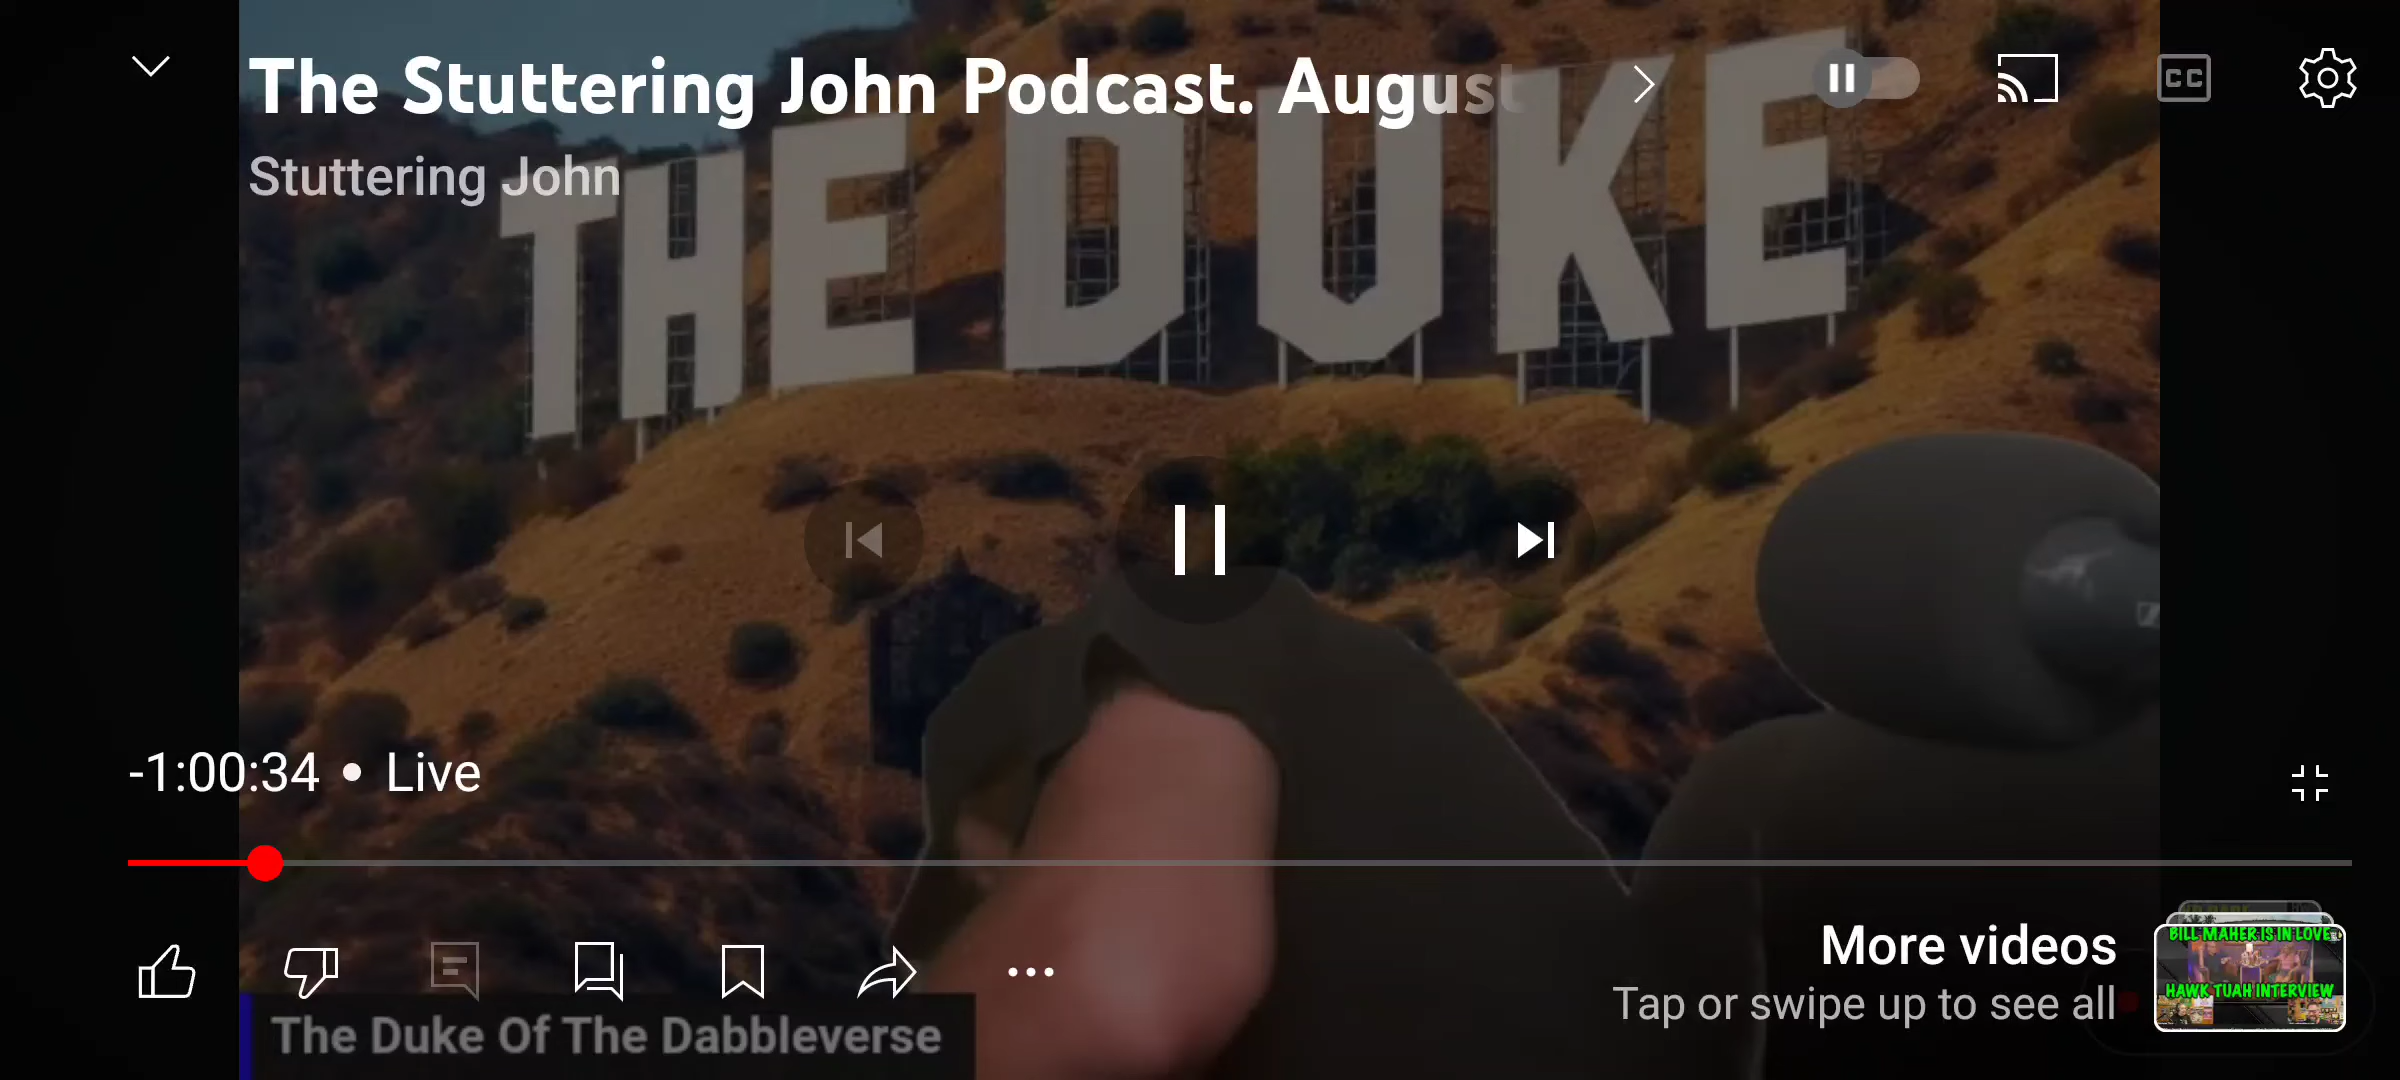 The Stuttering John Podcast. August
Stuttering John
CC
THE DUKE
-1:00:34 • Live
More videos
Tap or swipe up to see all
BILL MAHER IS IN LOVE
HAWK TUAH INTERVIEW
The Duke Of The Dabbleverse